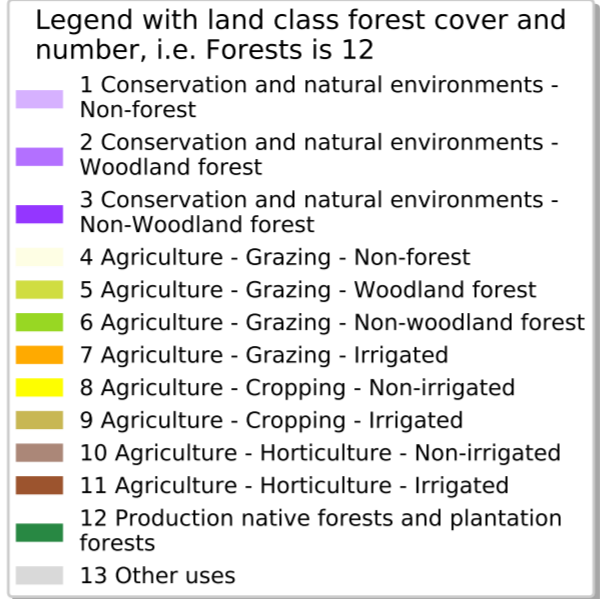 Legend with land class forest cover and
number, i.e. Forests is 12
1 Conservation and natural environments -
Non-forest
2 Conservation and natural environments -
Woodland forest
3 Conservation and natural environments -
Non-Woodland forest
4 Agriculture - Grazing - Non-forest
5 Agriculture - Grazing - Woodland forest
6 Agriculture - Grazing - Non-woodland forest
7 Agriculture - Grazing - Irrigated
8 Agriculture - Cropping - Non-irrigated
9 Agriculture - Cropping - Irrigated
10 Agriculture - Horticulture - Non-irrigated
11 Agriculture - Horticulture - Irrigated
12 Production native forests and plantation
forests
13 Other uses